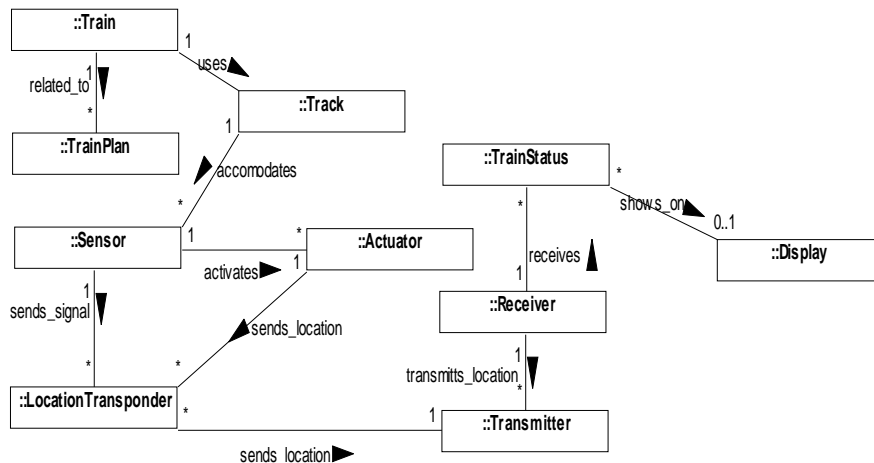 ::Train
1
uses
1
related_to
*
::Track
1
::TrainPlan
accomodates
*
::TrainStatus
*
shows_on
0..1
::Display
*
receives
1
::Sensor
1
*
activates
::Actuator
1
1
sends_signal
*
sends_location
*
::Receiver
1
transmitts_location
*
::LocationTransponder
*
1
sends_location
::Transmitter